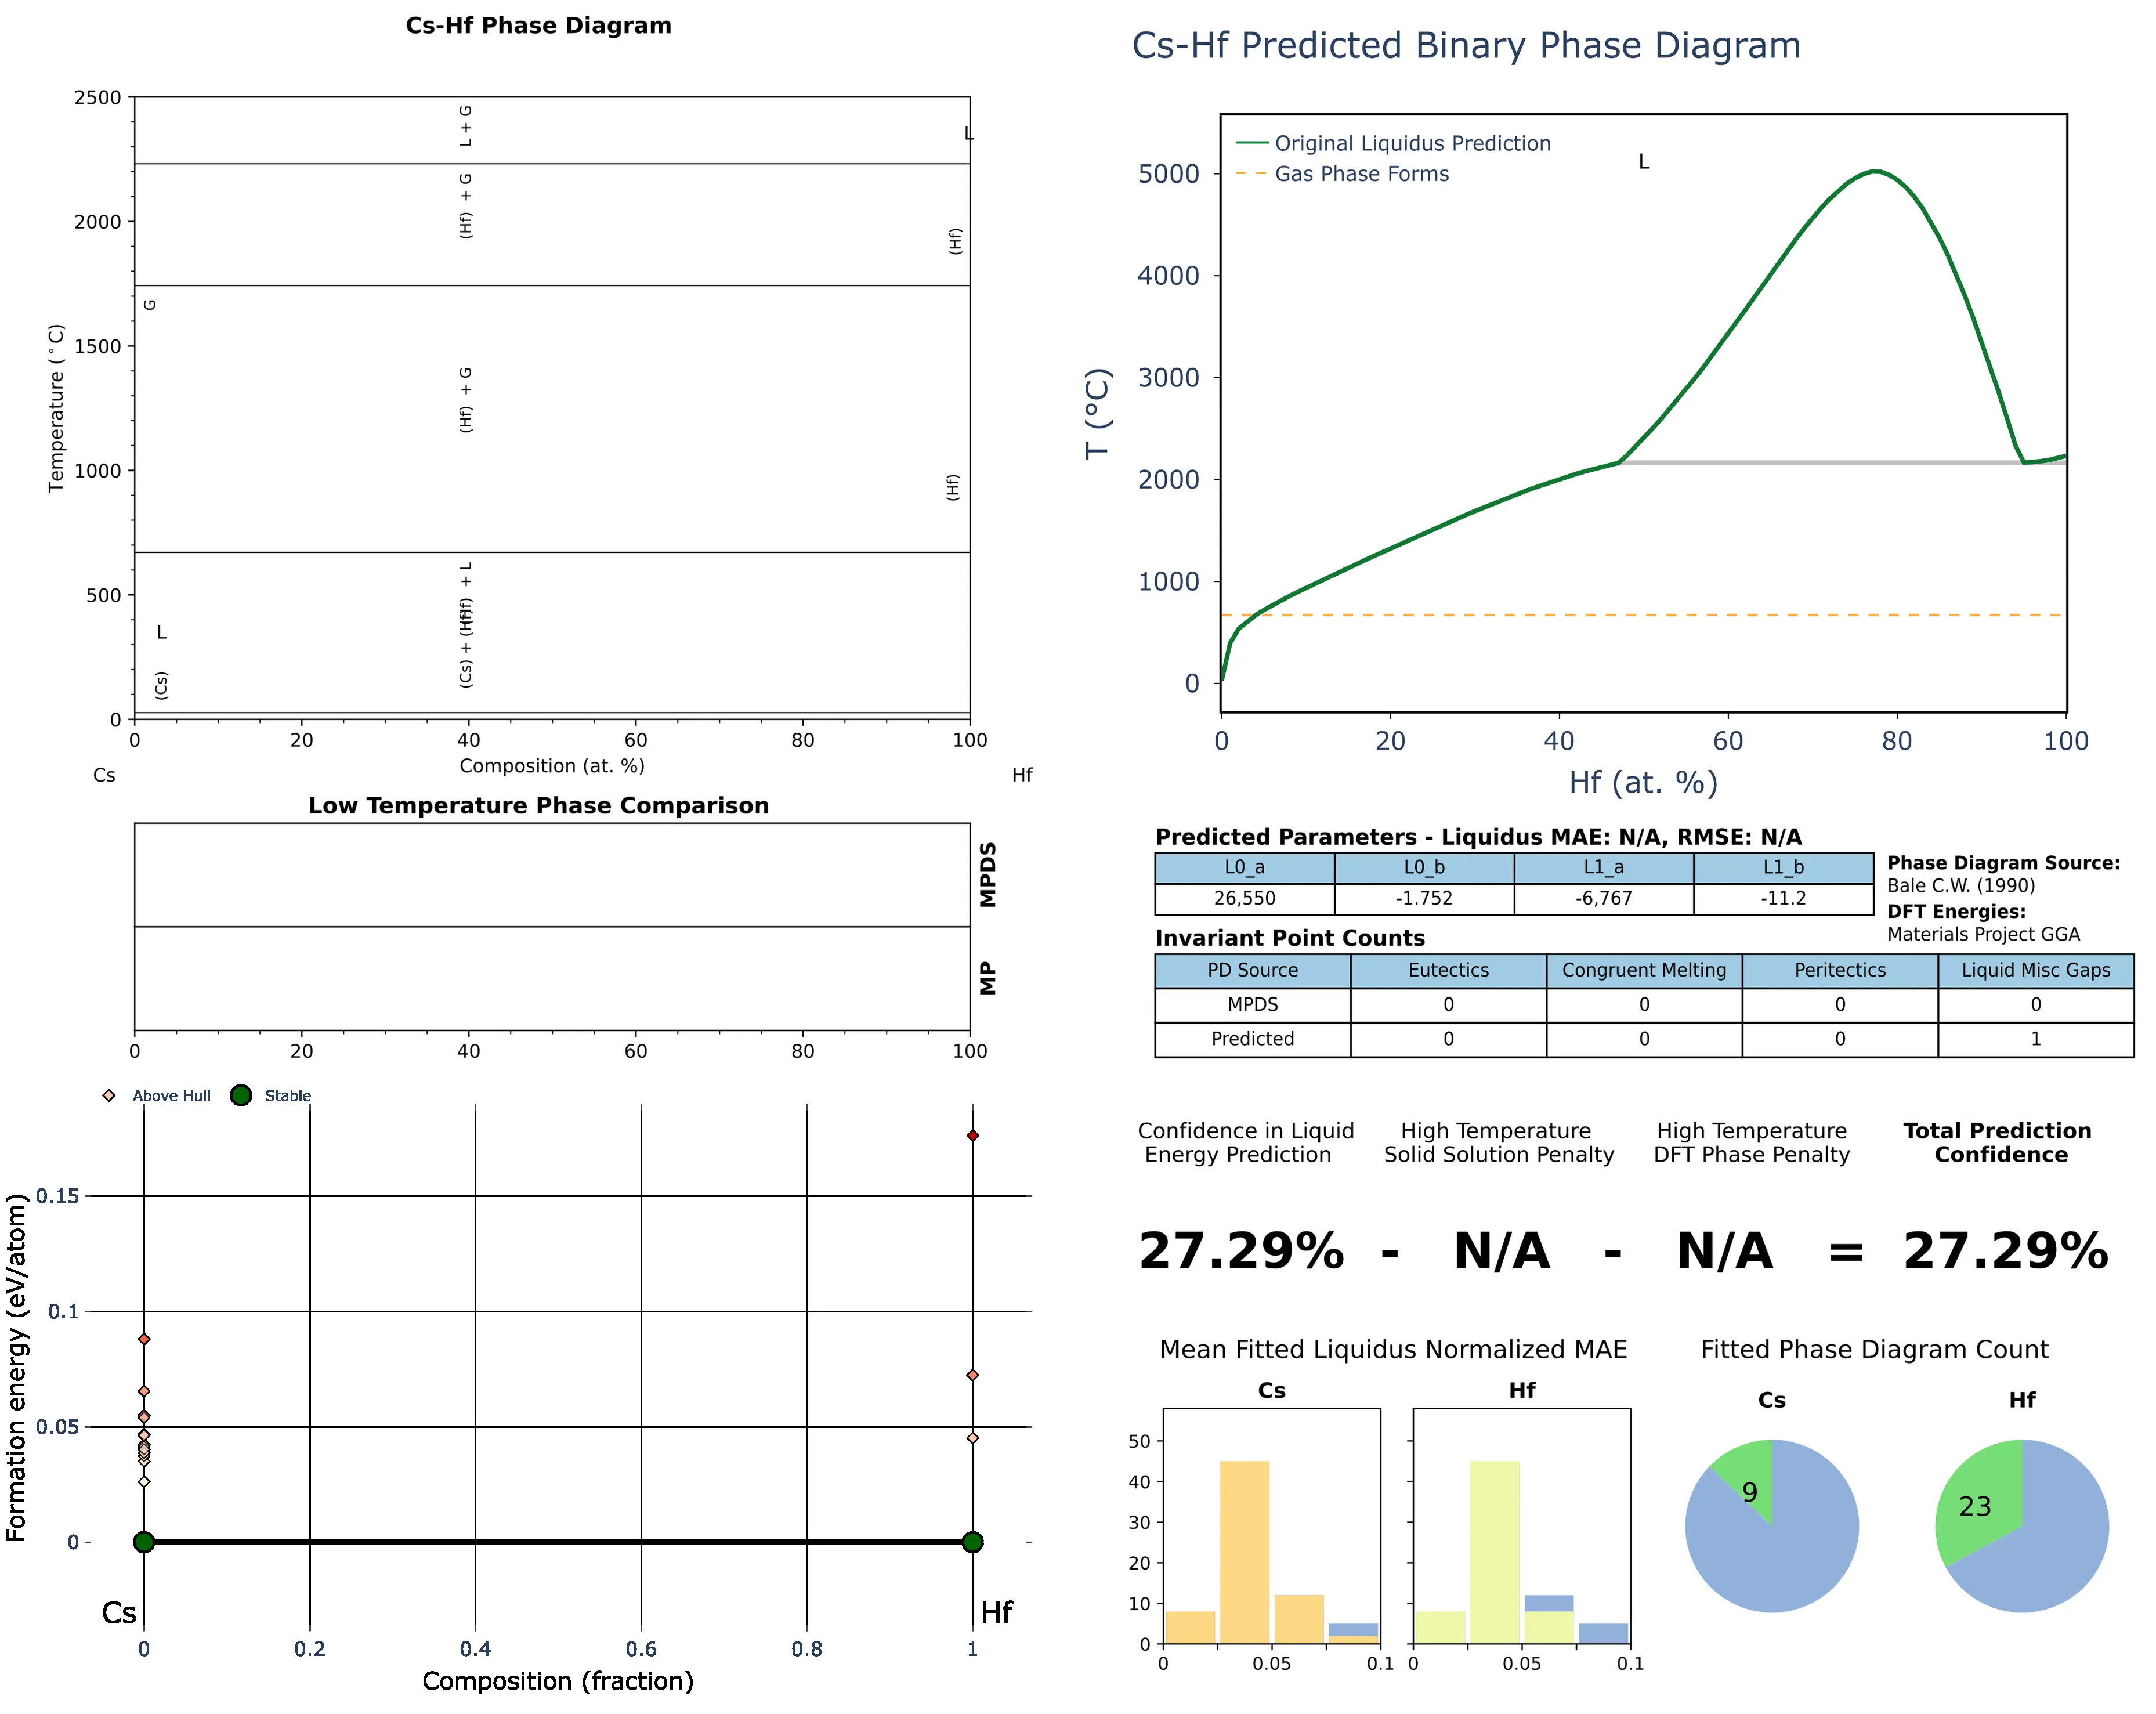 Cs-Hf Phase Diagram
2500
2000
1500
1000
500
0
Temperature (°C)
L + G
L
(Hf) + G
(Hf)
G
(Hf) + G
(Hf)
(Hf) + L
L
(Cs) + (Hf)
(Cs)
0 20 40 60 80 100
Composition (at. %)
Cs Hf
Low Temperature Phase Comparison
MPDS
MP
0 20 40 60 80 100
Above Hull Stable
0.15
0.1
0.05
0
Formation energy (eV/atom)
Cs Hf
0 0.2 0.4 0.6 0.8 1
Composition (fraction)
Cs-Hf Predicted Binary Phase Diagram
Original Liquidus Prediction
Gas Phase Forms
L
5000
4000
3000
2000
1000
0
T (°C)
0 20 40 60 80 100
Hf (at. %)
Predicted Parameters - Liquidus MAE: N/A, RMSE: N/A
L0_a L0_b L1_a L1_b
26,550 -1.752 -6,767 -11.2
Phase Diagram Source:
Bale C.W. (1990)
DFT Energies:
Materials Project GGA
Invariant Point Counts
PD Source Eutectics Congruent Melting Peritectics Liquid Misc Gaps
MPDS 0 0 0 0
Predicted 0 0 0 1
Confidence in Liquid
Energy Prediction
High Temperature
Solid Solution Penalty
High Temperature
DFT Phase Penalty
Total Prediction
Confidence
27.29% - N/A - N/A = 27.29%
Mean Fitted Liquidus Normalized MAE
Cs Hf
50
40
30
20
10
0
0 0.05 0.1
0 0.05 0.1
Fitted Phase Diagram Count
Cs Hf
9
23